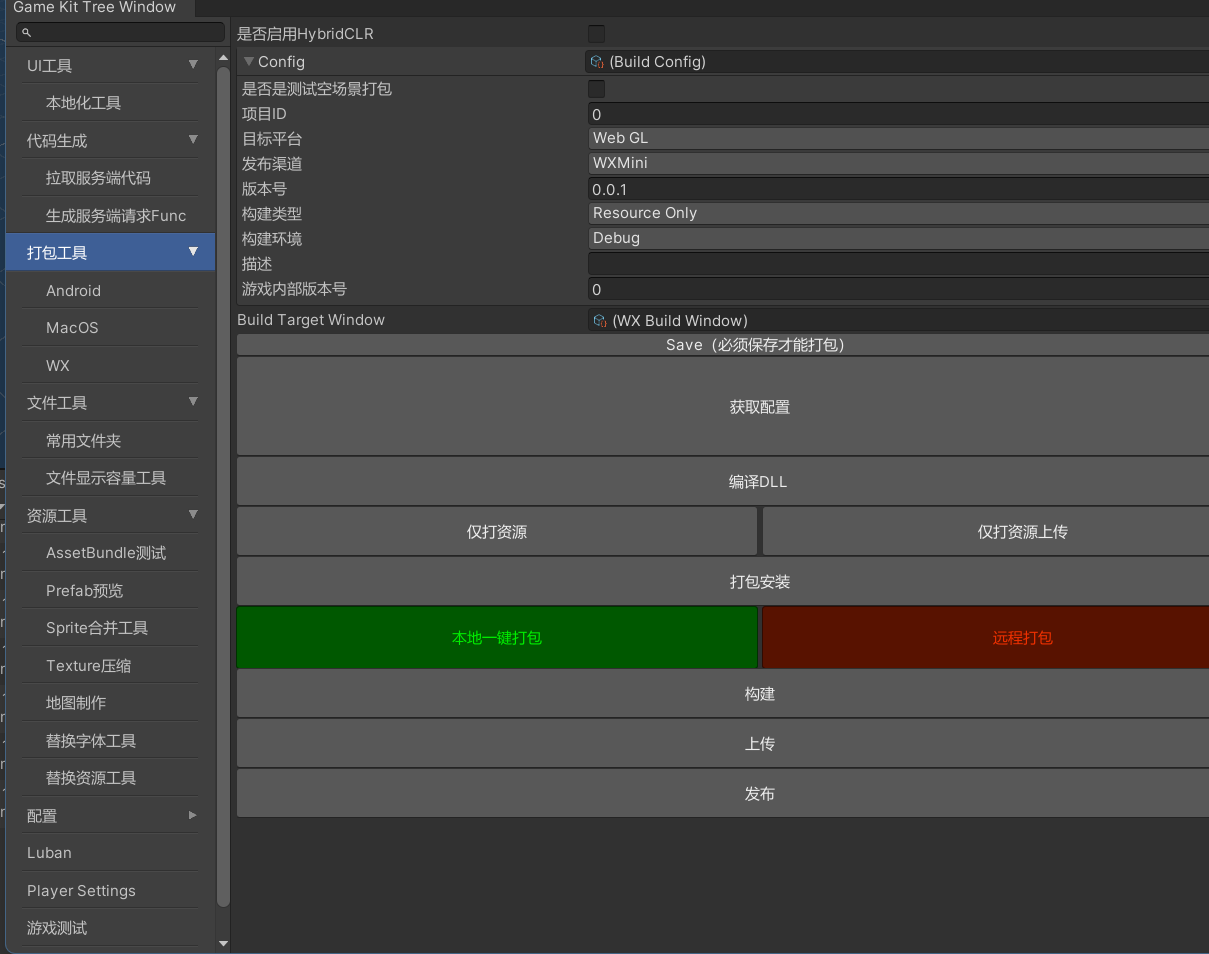 Game Kit Tree Window
UI工具
本地化工具
代码生成
拉取服务端代码
生成服务端请求Func
打包工具
Android
MacOS
WX
文件工具
常用文件夹
文件显示容量工具
资源工具
AssetBundle测试
Prefab预览
Sprite合并工具
Texture压缩
地图制作
替换字体工具
替换资源工具
配置
Luban
Player Settings
游戏测试
是否启用HybridCLR
Config (Build Config)
是否是测试空场景打包
项目ID 0
目标平台 Web GL
发布渠道 WXMini
版本号 0.0.1
构建类型 Resource Only
构建环境 Debug
描述
游戏内部版本号 0
Build Target Window (WX Build Window)
Save（必须保存才能打包）
获取配置
编译DLL
仅打资源 仅打资源上传
打包安装
本地一键打包 远程打包
构建
上传
发布